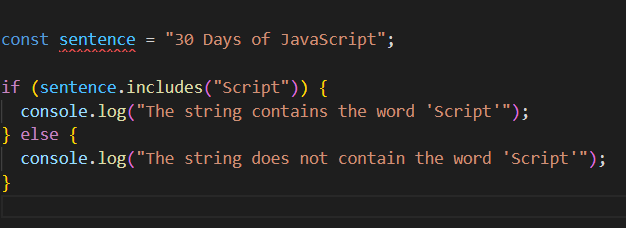 const sentence = "30 Days of JavaScript";
if (sentence.includes("Script")) {
  console.log("The string contains the word 'Script'");
} else {
  console.log("The string does not contain the word 'Script'");
}